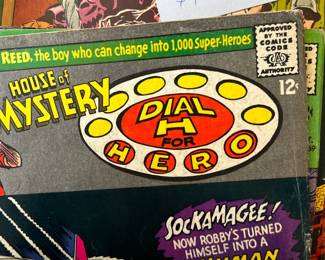 REED, the boy who can change into 1,000 Super-Heroes
APPROVED
BY THE
COMICS
CODE
AUTHORITY
HOUSE of
MYSTERY
12¢
DIAL
H
FOR
HERO
SOCKAMAGEE!
NOW ROBBY'S TURNED
HIMSELF INTO A